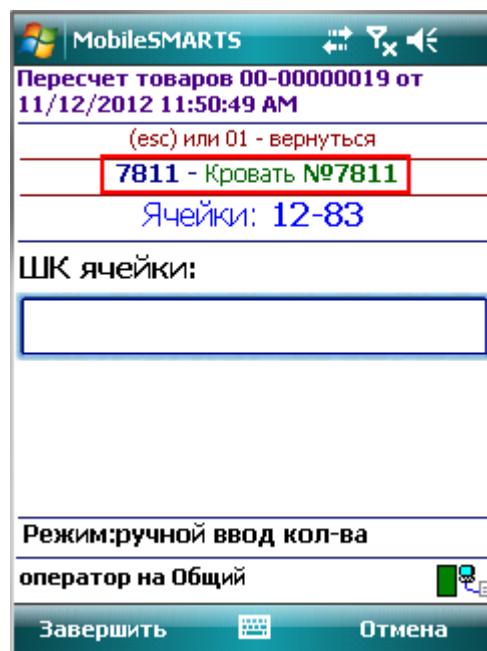 MobileSMARTS
Пересчет товаров 00-00000019 от
11/12/2012 11:50:49 AM
(esc) или 01 - вернуться
7811 - Кровать №7811
Ячейки: 12-83
ШК ячейки:
Режим:ручной ввод кол-ва
оператор на Общий
Завершить Отмена